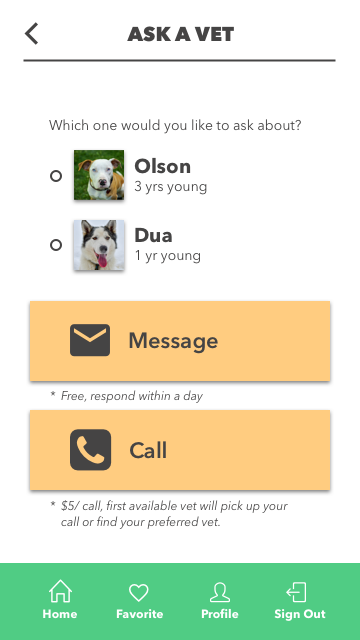 ASK A VET
Which one would you like to ask about?
Olson
3 yrs young
Dua
1 yr young
Message
* Free, respond within a day
Call
* $5/ call, first available vet will pick up your
call or find your preferred vet.
Home Favorite Profile Sign Out